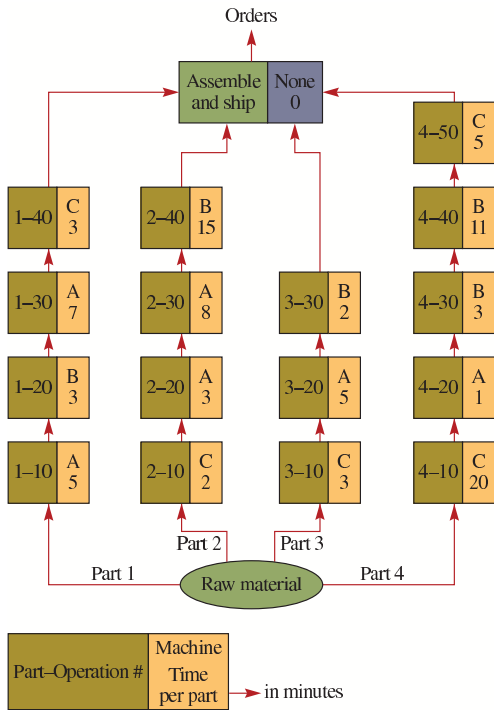 Orders
Assemble
and ship
None
0
4–50
C
5
1–40
C
3
2–40
B
15
4–40
B
11
1–30
A
7
2–30
A
8
3–30
B
2
4–30
B
3
1–20
B
3
2–20
A
3
3–20
A
5
4–20
A
1
1–10
A
5
2–10
C
2
3–10
C
3
4–10
C
20
Part 2
Part 3
Part 1
Part 4
Raw material
Part–Operation #
Machine
Time
per part
in minutes